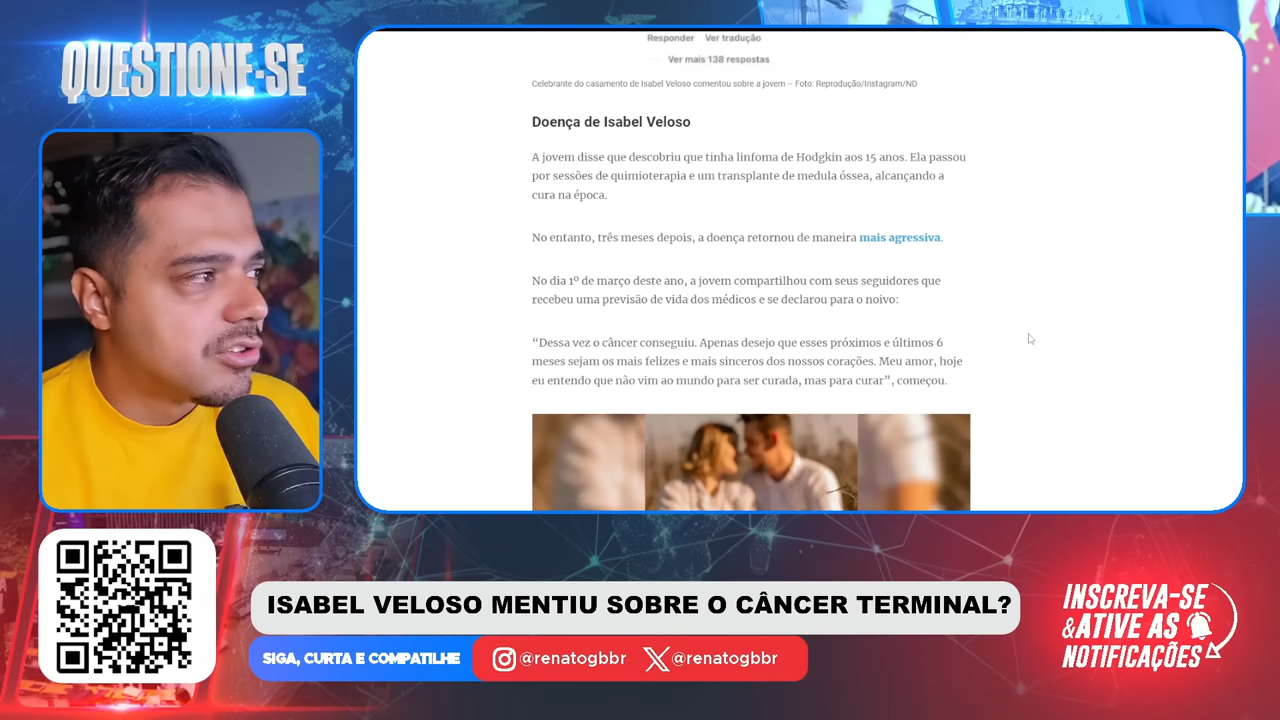 QUESTIONE-SE
Responder Ver tradução
Ver mais 138 respostas
Celebrante do casamento de Isabel Veloso comentou sobre a jovem – Foto: Reprodução/Instagram/ND
Doença de Isabel Veloso
A jovem disse que descobriu que tinha linfoma de Hodgkin aos 15 anos. Ela passou
por sessões de quimioterapia e um transplante de medula óssea, alcançando a
cura na época.
No entanto, três meses depois, a doença retornou de maneira mais agressiva.
No dia 1º de março deste ano, a jovem compartilhou com seus seguidores que
recebeu uma previsão de vida dos médicos e se declarou para o noivo:
“Dessa vez o câncer conseguiu. Apenas desejo que esses próximos e últimos 6
meses sejam os mais felizes e mais sinceros dos nossos corações. Meu amor, hoje
eu entendo que não vim ao mundo para ser curada, mas para curar”, começou.
ISABEL VELOSO MENTIU SOBRE O CÂNCER TERMINAL?
SIGA, CURTA E COMPATILHE @renatogbbr @renatogbbr
INSCREVA-SE
&ATIVE AS
NOTIFICAÇÕES